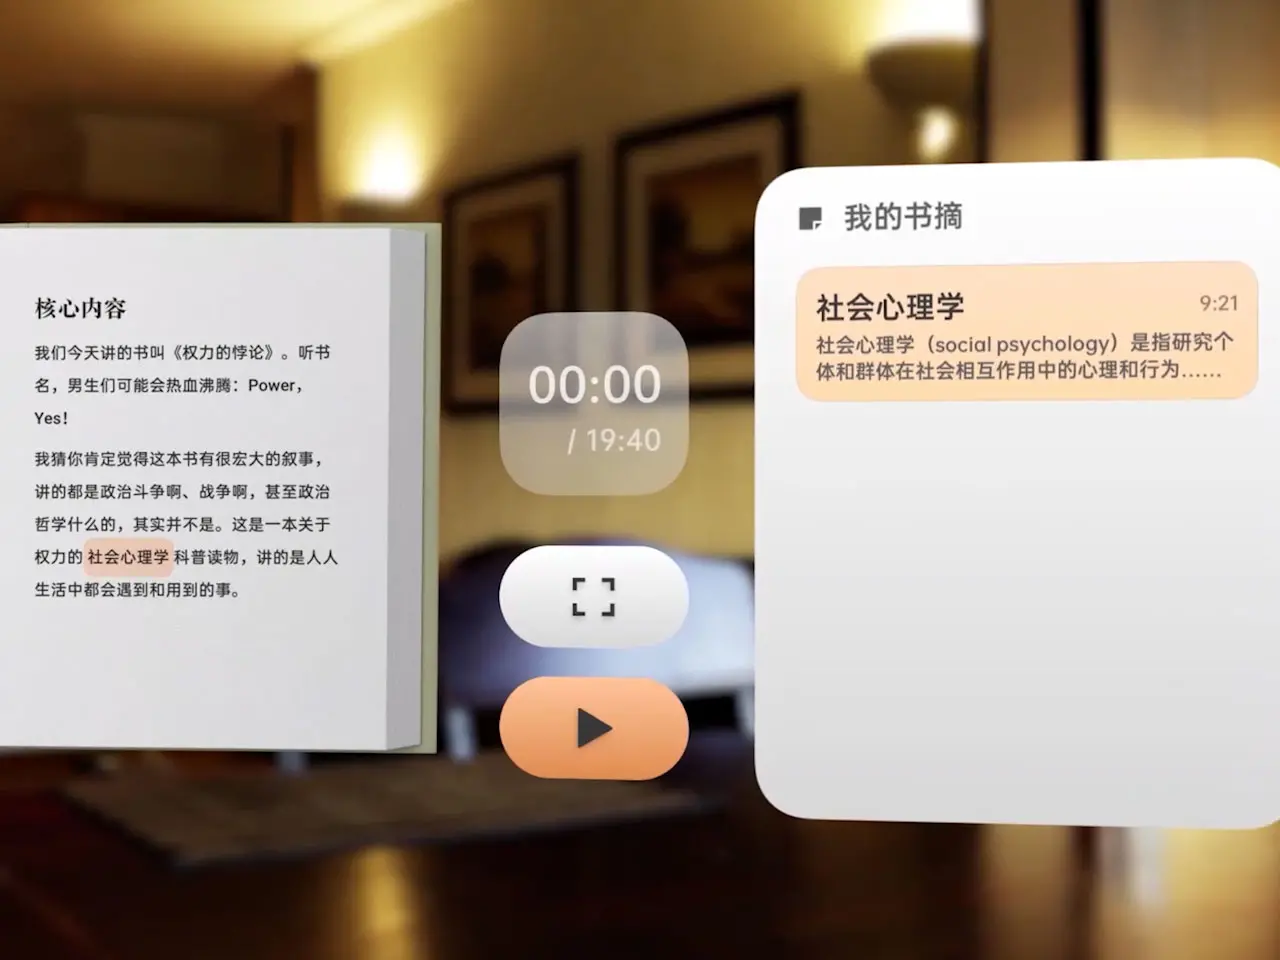 核心内容
我们今天讲的书叫《权力的悖论》。听书
名，男生们可能会热血沸腾：Power，
Yes！
我猜你肯定觉得这本书有很宏大的叙事，
讲的都是政治斗争啊、战争啊，甚至政治
哲学什么的，其实并不是。这是一本关于
权力的社会心理学科普读物，讲的是人人
生活中都会遇到和用到的事。
00:00
/ 19:40
我的书摘
社会心理学
9:21
社会心理学（social psychology）是指研究个
体和群体在社会相互作用中的心理和行为……